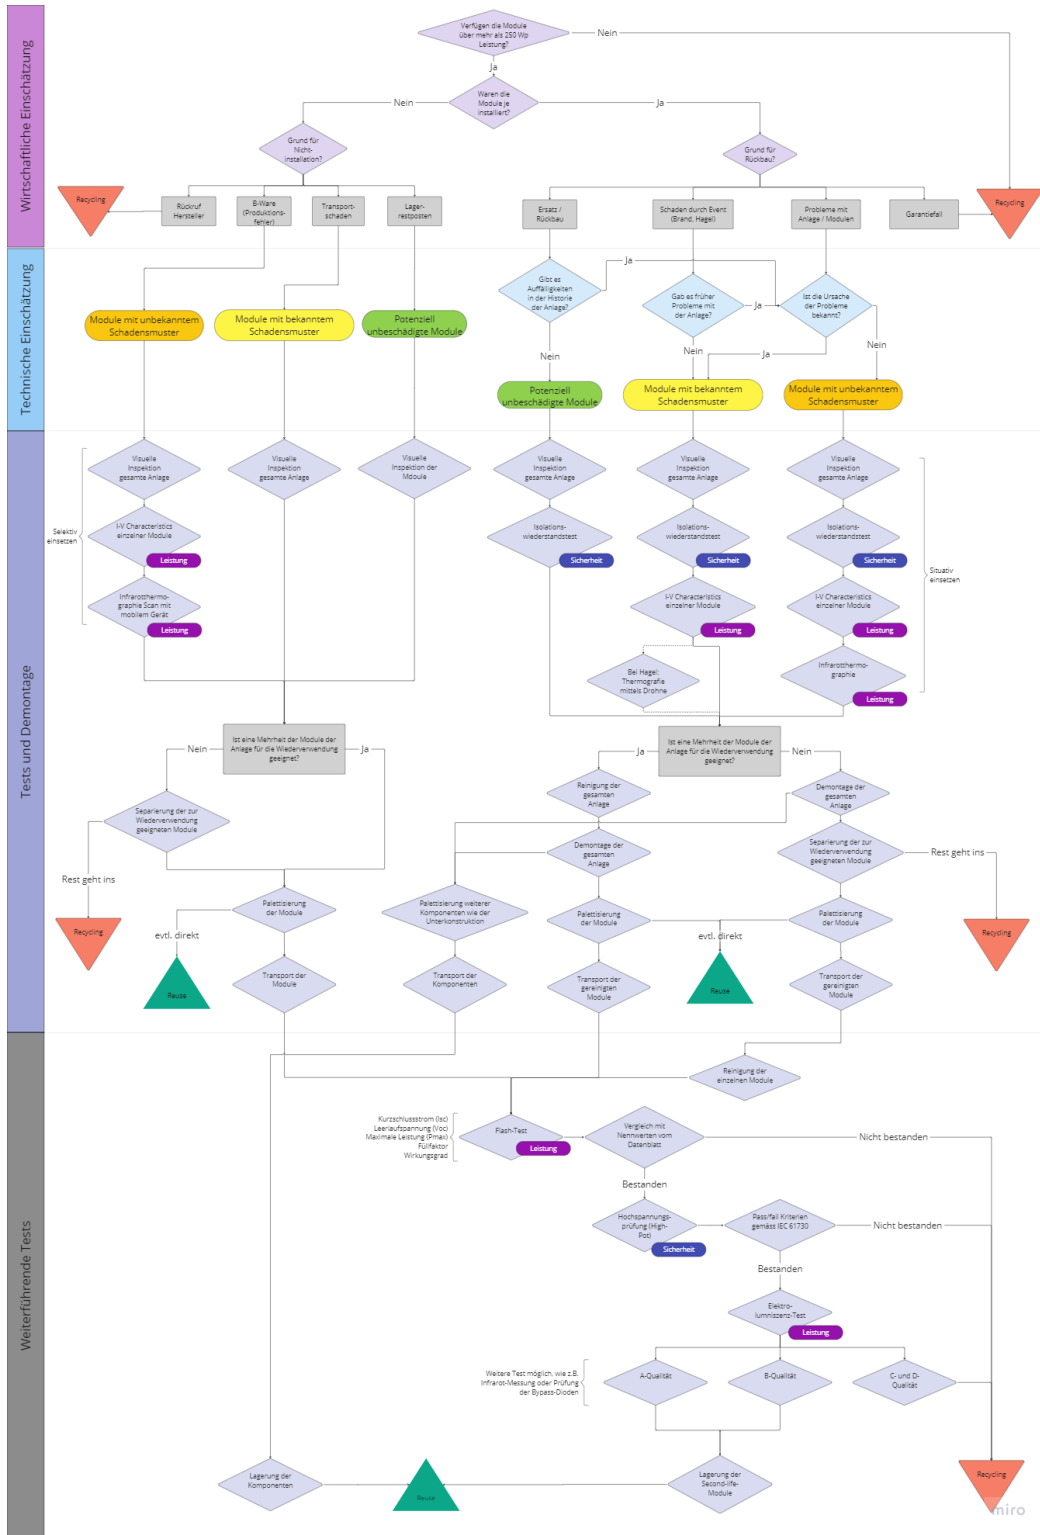 Wirtschaftliche Einschätzung
Verfügen die Module
über mehr als 250 Wp
Leistung?
Nein
Ja
Waren die
Module je
installiert?
Nein
Ja
Grund für
Nicht-
installation?
Grund für
Rückbau?
Recycling
Rückruf
Hersteller
B-Ware
(Produktions-
fehler)
Transport-
schaden
Lager-
restposten
Ersatz /
Rückbau
Schaden durch Event
(Brand, Hagel)
Probleme mit
Anlage / Modulen
Garantiefall
Recycling
Technische Einschätzung
Gibt es
Auffälligkeiten
in der Historie
der Anlage?
Ja
Gab es früher
Probleme mit
der Anlage?
Ja
Ist die Ursache
der Probleme
bekannt?
Module mit unbekanntem
Schadensmuster
Module mit bekanntem
Schadensmuster
Potenziell
unbeschädigte Module
Nein
Nein
Ja
Nein
Potenziell
unbeschädigte Module
Module mit bekanntem
Schadensmuster
Module mit unbekanntem
Schadensmuster
Tests und Demontage
Visuelle
Inspektion
gesamte Anlage
Visuelle
Inspektion
gesamte Anlage
Visuelle
Inspektion der
Mdoule
Visuelle
Inspektion
gesamte Anlage
Visuelle
Inspektion
gesamte Anlage
Visuelle
Inspektion
gesamte Anlage
Selektiv
einsetzen
I-V Characteristics
einzelner Module
Leistung
Isolations-
wiederstandstest
Sicherheit
Isolations-
wiederstandstest
Sicherheit
Isolations-
wiederstandstest
Sicherheit
Situativ
einsetzen
Infrarotthermo-
graphie Scan mit
mobilem Gerät
Leistung
I-V Characteristics
einzelner Module
Leistung
I-V Characteristics
einzelner Module
Leistung
Bei Hagel:
Thermografie
mittels Drohne
Infrarotthermo-
graphie
Leistung
Ist eine Mehrheit der Module der
Anlage für die Wiederverwendung
geeignet?
Nein
Ja
Ist eine Mehrheit der Module der
Anlage für die Wiederverwendung
geeignet?
Ja
Nein
Separierung der zur
Wiederverwendung
geeigneten Module
Reinigung der
gesamten
Anlage
Demontage der
gesamten
Anlage
Demontage der
gesamten
Anlage
Separierung der zur
Wiederverwendung
geeigneten Module
Rest geht ins
Rest geht ins
Recycling
Palettisierung
der Module
Palettisierung weiterer
Komponenten wie der
Unterkonstruktion
Palettisierung
der Module
Palettisierung
der Module
Recycling
evtl. direkt
evtl. direkt
Reuse
Transport der
Module
Transport der
Komponenten
Transport der
gereinigten
Module
Reuse
Transport der
gereinigten
Module
Weiterführende Tests
Reinigung der
einzelnen Module
Kurzschlussstrom (Isc)
Leerlaufspannung (Voc)
Maximale Leistung (Pmax)
Füllfaktor
Wirkungsgrad
Flash-Test
Leistung
Vergleich mit
Nennwerten vom
Datenblatt
Nicht bestanden
Bestanden
Hochspannungs-
prüfung (High-
Pot)
Sicherheit
Pass/fail Kriterien
gemäss IEC 61730
Nicht bestanden
Bestanden
Elektro-
lumniszenz-Test
Leistung
Weitere Test möglich, wie z.B.
Infrarot-Messung oder Prüfung
der Bypass-Dioden
A-Qualität
B-Qualität
C- und D-
Qualität
Lagerung der
Komponenten
Reuse
Lagerung der
Second-life-
Module
Recycling
miro